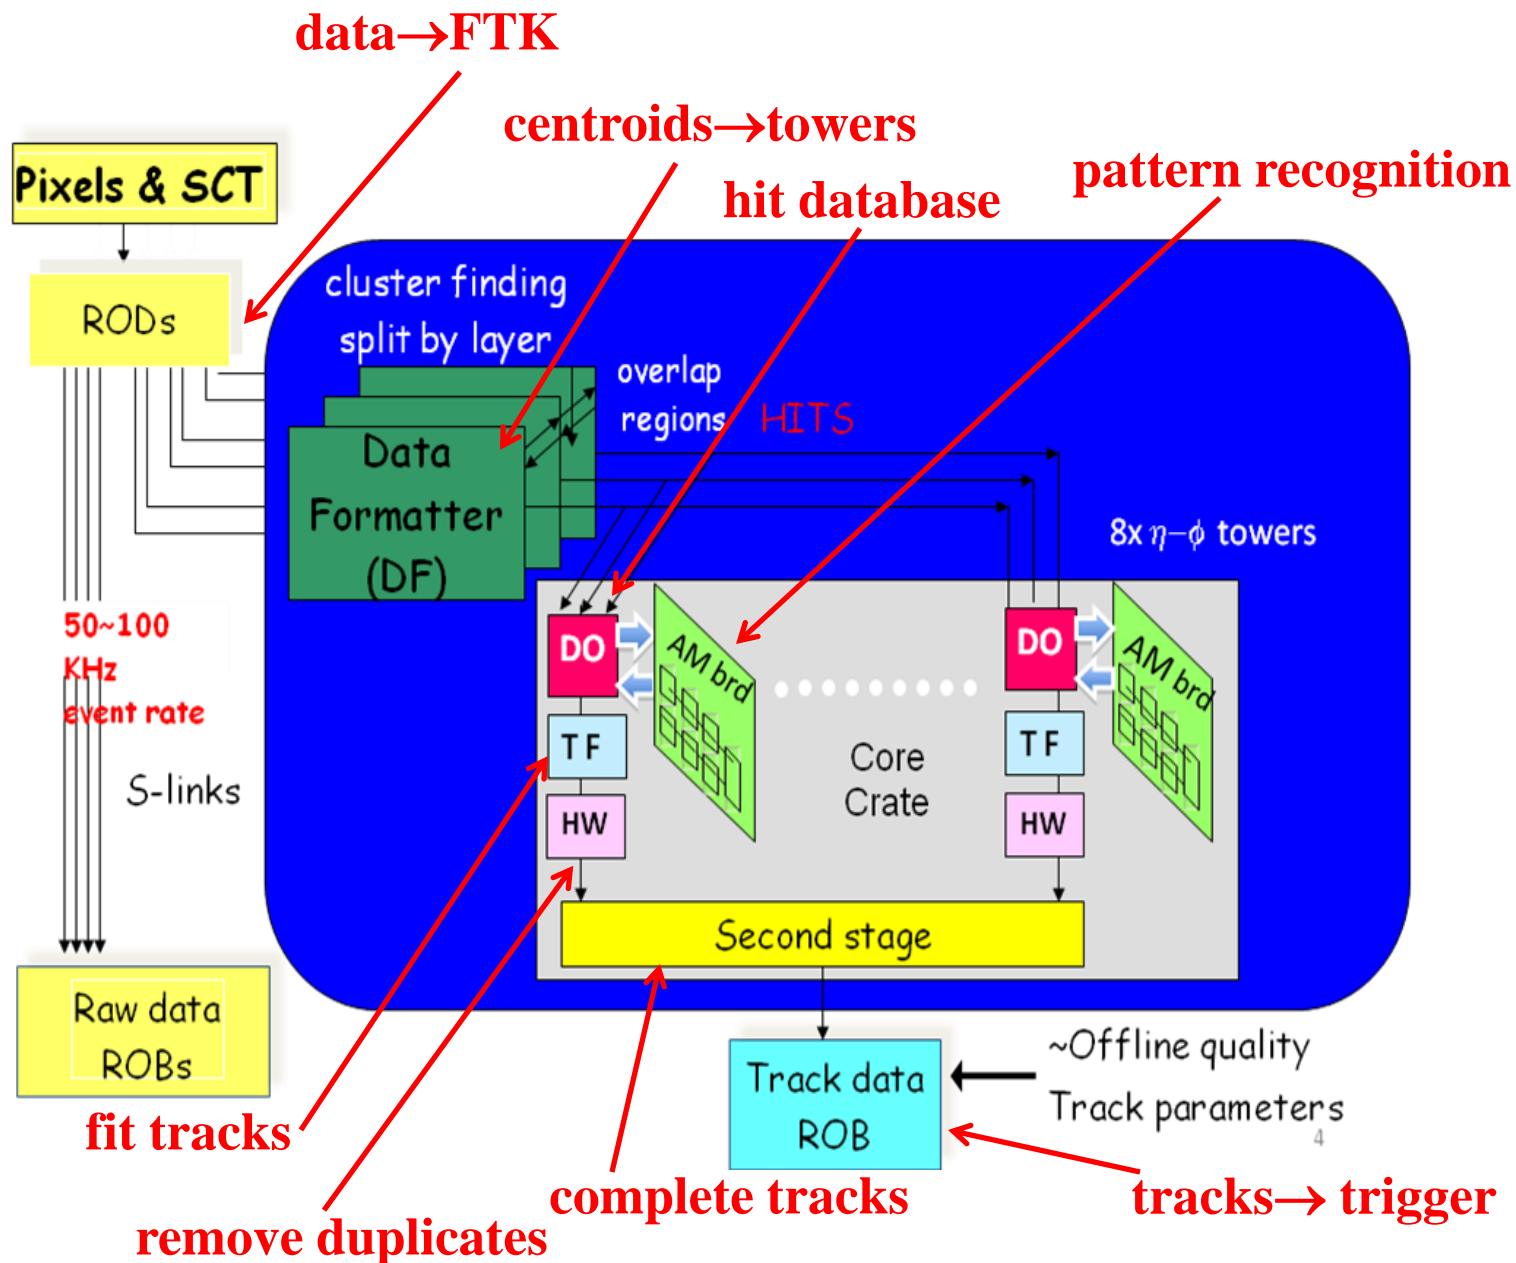 data→FTK
centroids→towers
pattern recognition
hit database
Pixels & SCT
RODs
cluster finding
split by layer
overlap
regions
HITS
Data
Formatter
(DF)
8x η−ϕ towers
50~100
KHz
event rate
S-links
DO
AM brd
TF
HW
Core
Crate
DO
AM brd
TF
HW
Second stage
Raw data
ROBs
Track data
ROB
~Offline quality
Track parameters
4
fit tracks
complete tracks
tracks→ trigger
remove duplicates